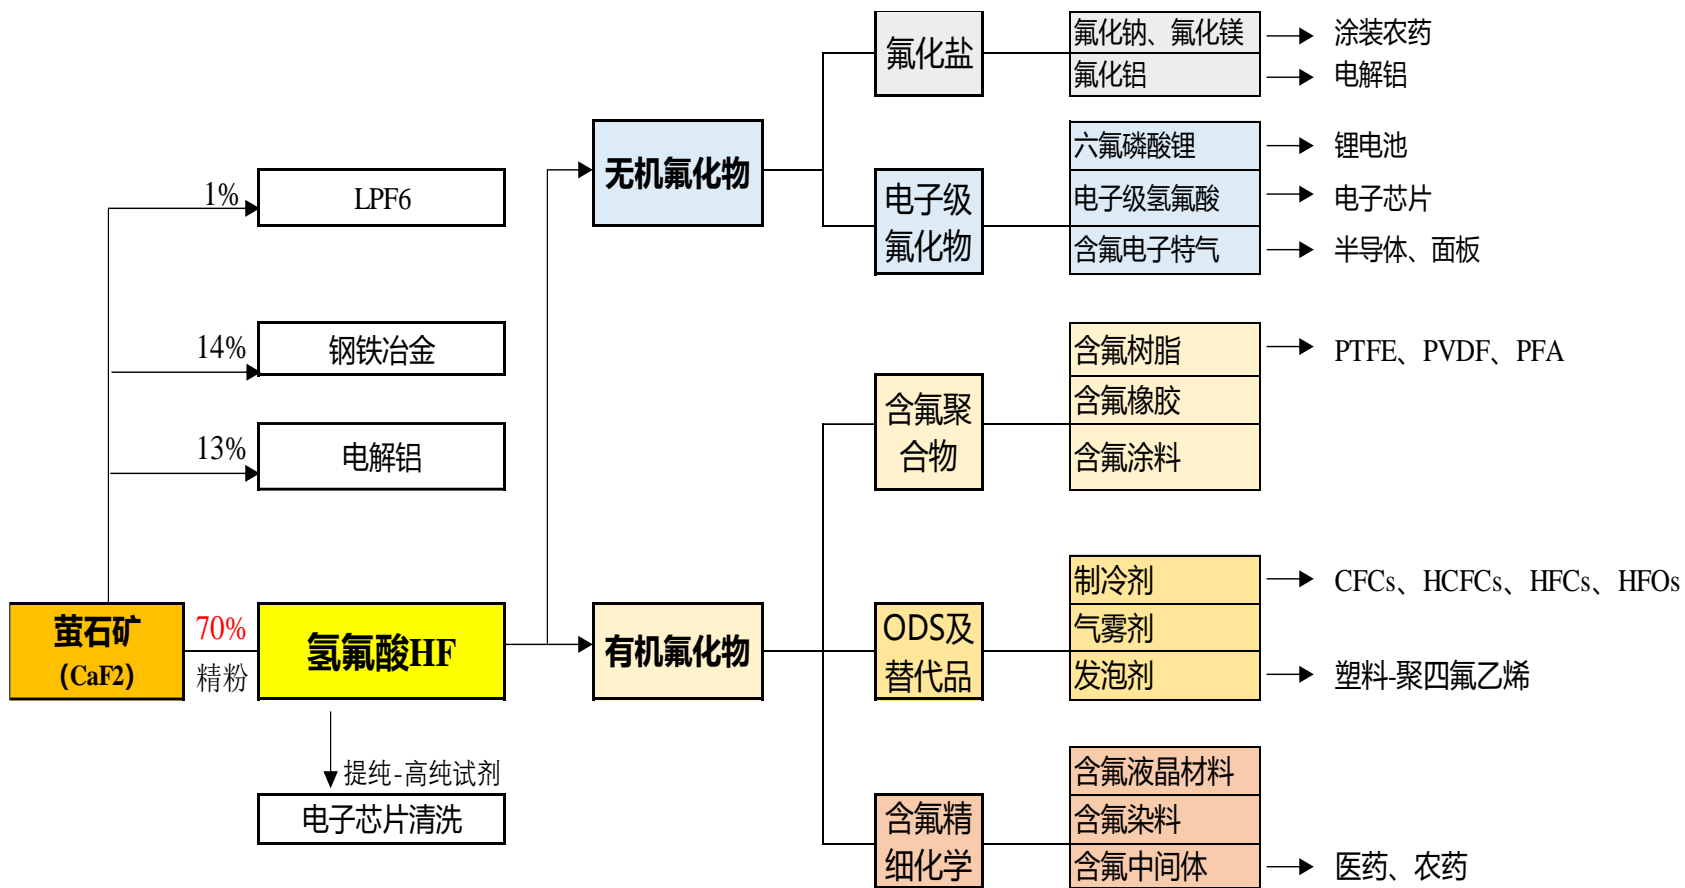 氟化盐
氟化钠、氟化镁
涂装农药
氟化铝
电解铝
无机氟化物
六氟磷酸锂
锂电池
1%
LPF6
电子级
氟化物
电子级氢氟酸
电子芯片
含氟电子特气
半导体、面板
14%
钢铁冶金
含氟树脂
PTFE、PVDF、PFA
含氟聚
合物
含氟橡胶
13%
电解铝
含氟涂料
制冷剂
CFCs、HCFCs、HFCs、HFOs
萤石矿
(CaF2)
70%
精粉
氢氟酸HF
有机氟化物
ODS及
替代品
气雾剂
发泡剂
塑料-聚四氟乙烯
提纯-高纯试剂
电子芯片清洗
含氟液晶材料
含氟精
细化学
含氟染料
含氟中间体
医药、农药